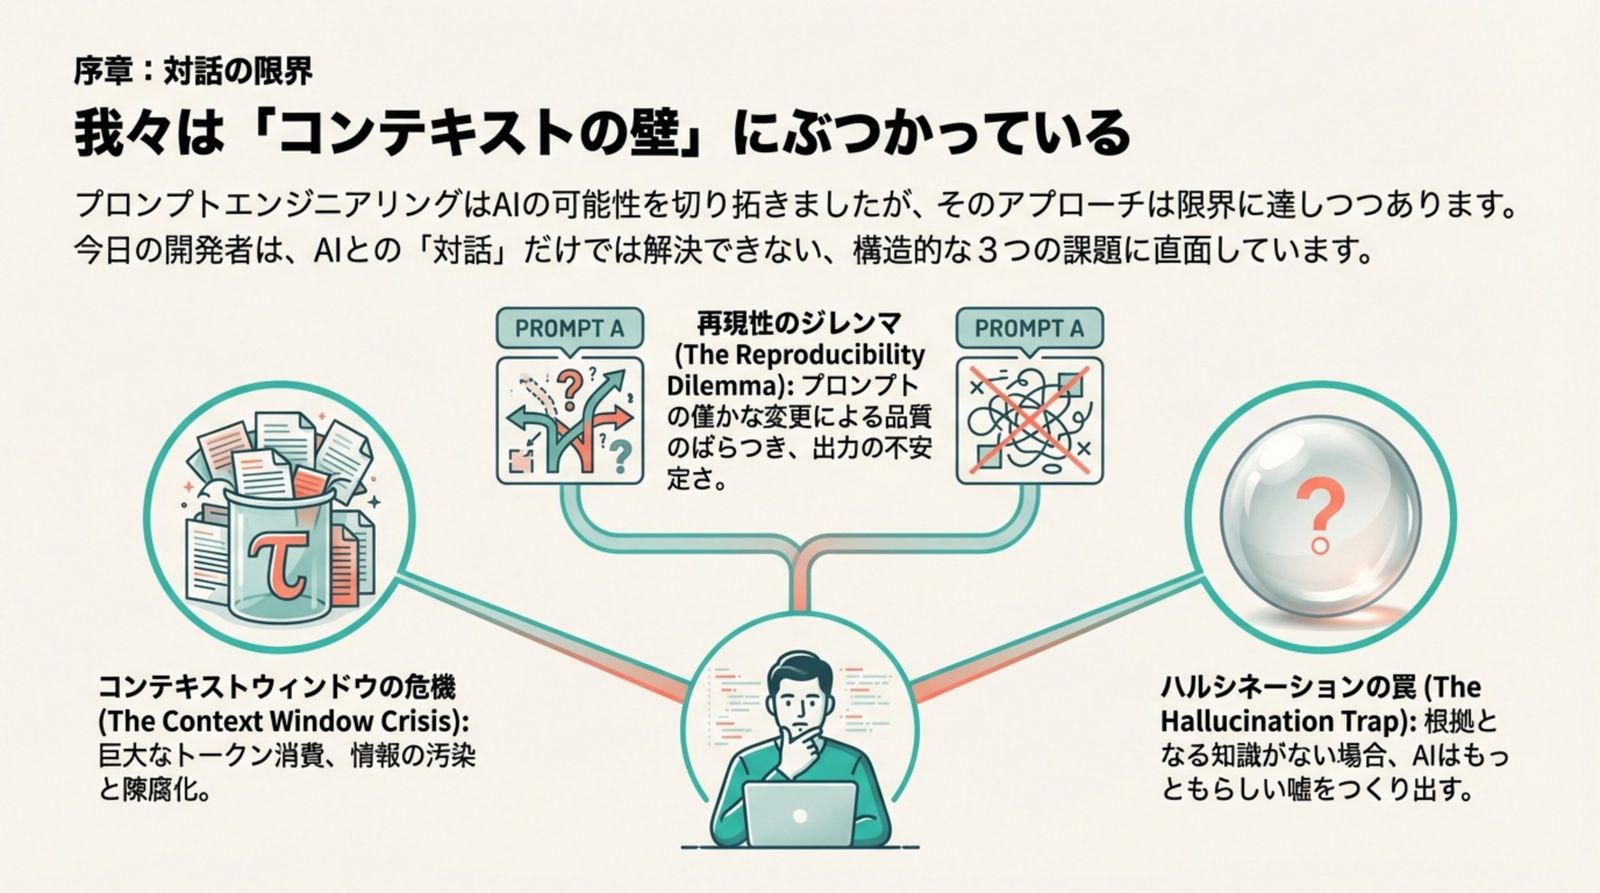 序章：対話の限界
我々は「コンテキストの壁」にぶつかっている
プロンプトエンジニアリングはAIの可能性を切り拓きましたが、そのアプローチは限界に達しつつあります。
今日の開発者は、AIとの「対話」だけでは解決できない、構造的な３つの課題に直面しています。
PROMPT A
再現性のジレンマ
(The Reproducibility
Dilemma): プロンプト
の僅かな変更による品質
のばらつき、出力の不安
定さ。
PROMPT A
? ? ? ?
τ
?
コンテキストウィンドウの危機
(The Context Window Crisis):
巨大なトークン消費、情報の汚染
と陳腐化。
ハルシネーションの罠 (The
Hallucination Trap): 根拠と
なる知識がない場合、AIはもっ
ともらしい嘘をつくり出す。